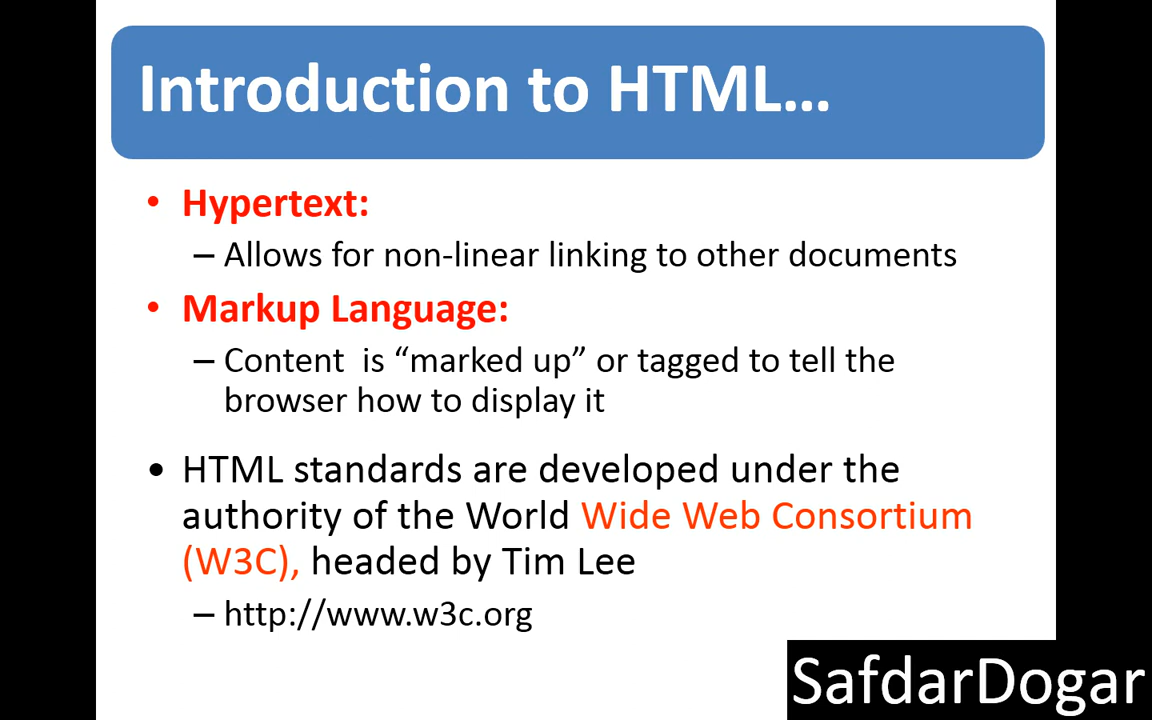 Introduction to HTML...
• Hypertext:
– Allows for non-linear linking to other documents
• Markup Language:
– Content  is “marked up” or tagged to tell the
browser how to display it
• HTML standards are developed under the
authority of the World Wide Web Consortium
(W3C), headed by Tim Lee
– http://www.w3c.org
SafdarDogar